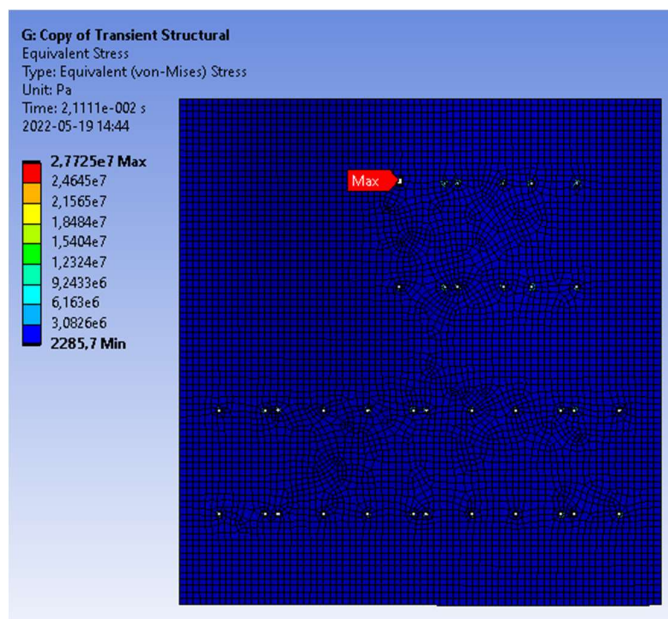 G: Copy of Transient Structural
Equivalent Stress
Type: Equivalent (von-Mises) Stress
Unit: Pa
Time: 2,1111e-002 s
2022-05-19 14:44
2,7725e7 Max
2,4645e7
2,1565e7
1,8484e7
1,5404e7
1,2324e7
9,2433e6
6,163e6
3,0826e6
2285,7 Min
Max